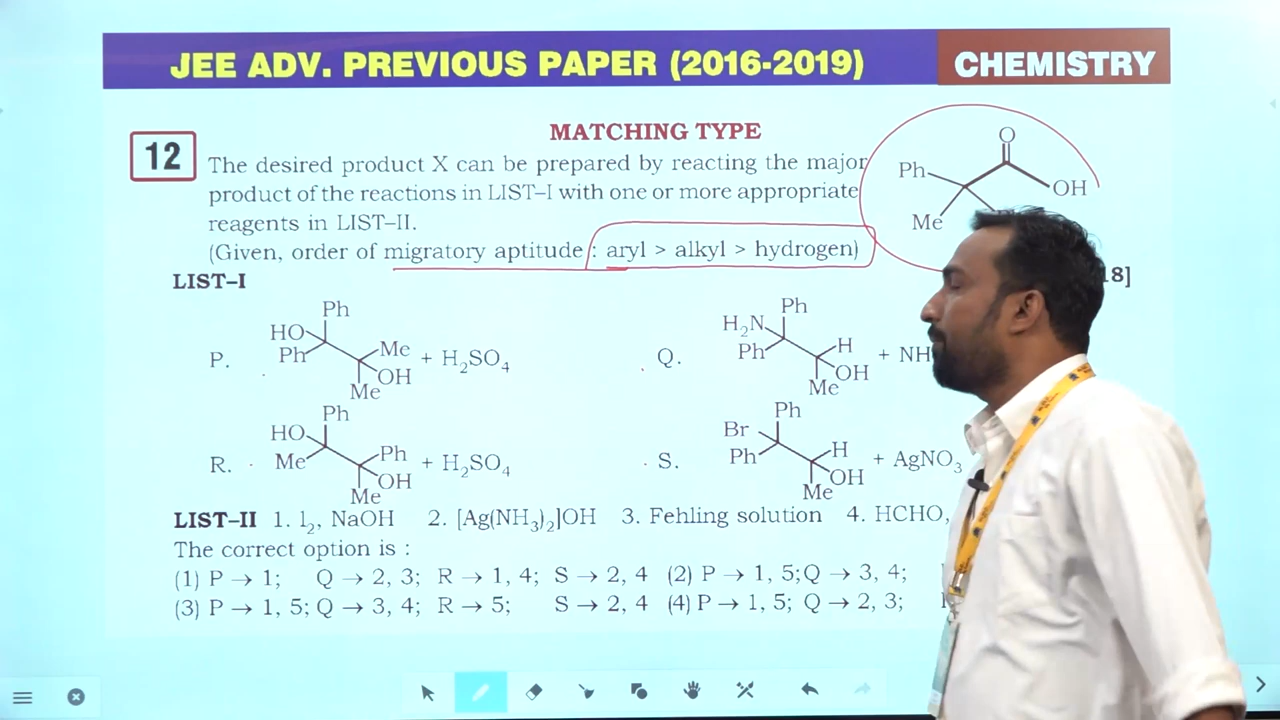 JEE ADV. PREVIOUS PAPER (2016-2019) CHEMISTRY
MATCHING TYPE
12
The desired product X can be prepared by reacting the major
product of the reactions in LIST–I with one or more appropriate
reagents in LIST–II.
(Given, order of migratory aptitude : aryl > alkyl > hydrogen)
O
Ph
OH
Me
18]
LIST–I
P.
Ph
HO
Ph
Me
OH
Me
+ H₂SO₄
Q.
Ph
H₂N
Ph
H
OH
Me
+ NH
R.
Ph
HO
Me
Ph
OH
Me
+ H₂SO₄
S.
Ph
Br
Ph
H
OH
Me
+ AgNO₃
LIST–II 1. I₂, NaOH 2. [Ag(NH₃)₂]OH 3. Fehling solution 4. HCHO,
The correct option is :
(1) P → 1; Q → 2, 3; R → 1, 4; S → 2, 4 (2) P → 1, 5;Q → 3, 4;
(3) P → 1, 5;Q → 3, 4; R → 5; S → 2, 4 (4) P → 1, 5; Q → 2, 3;